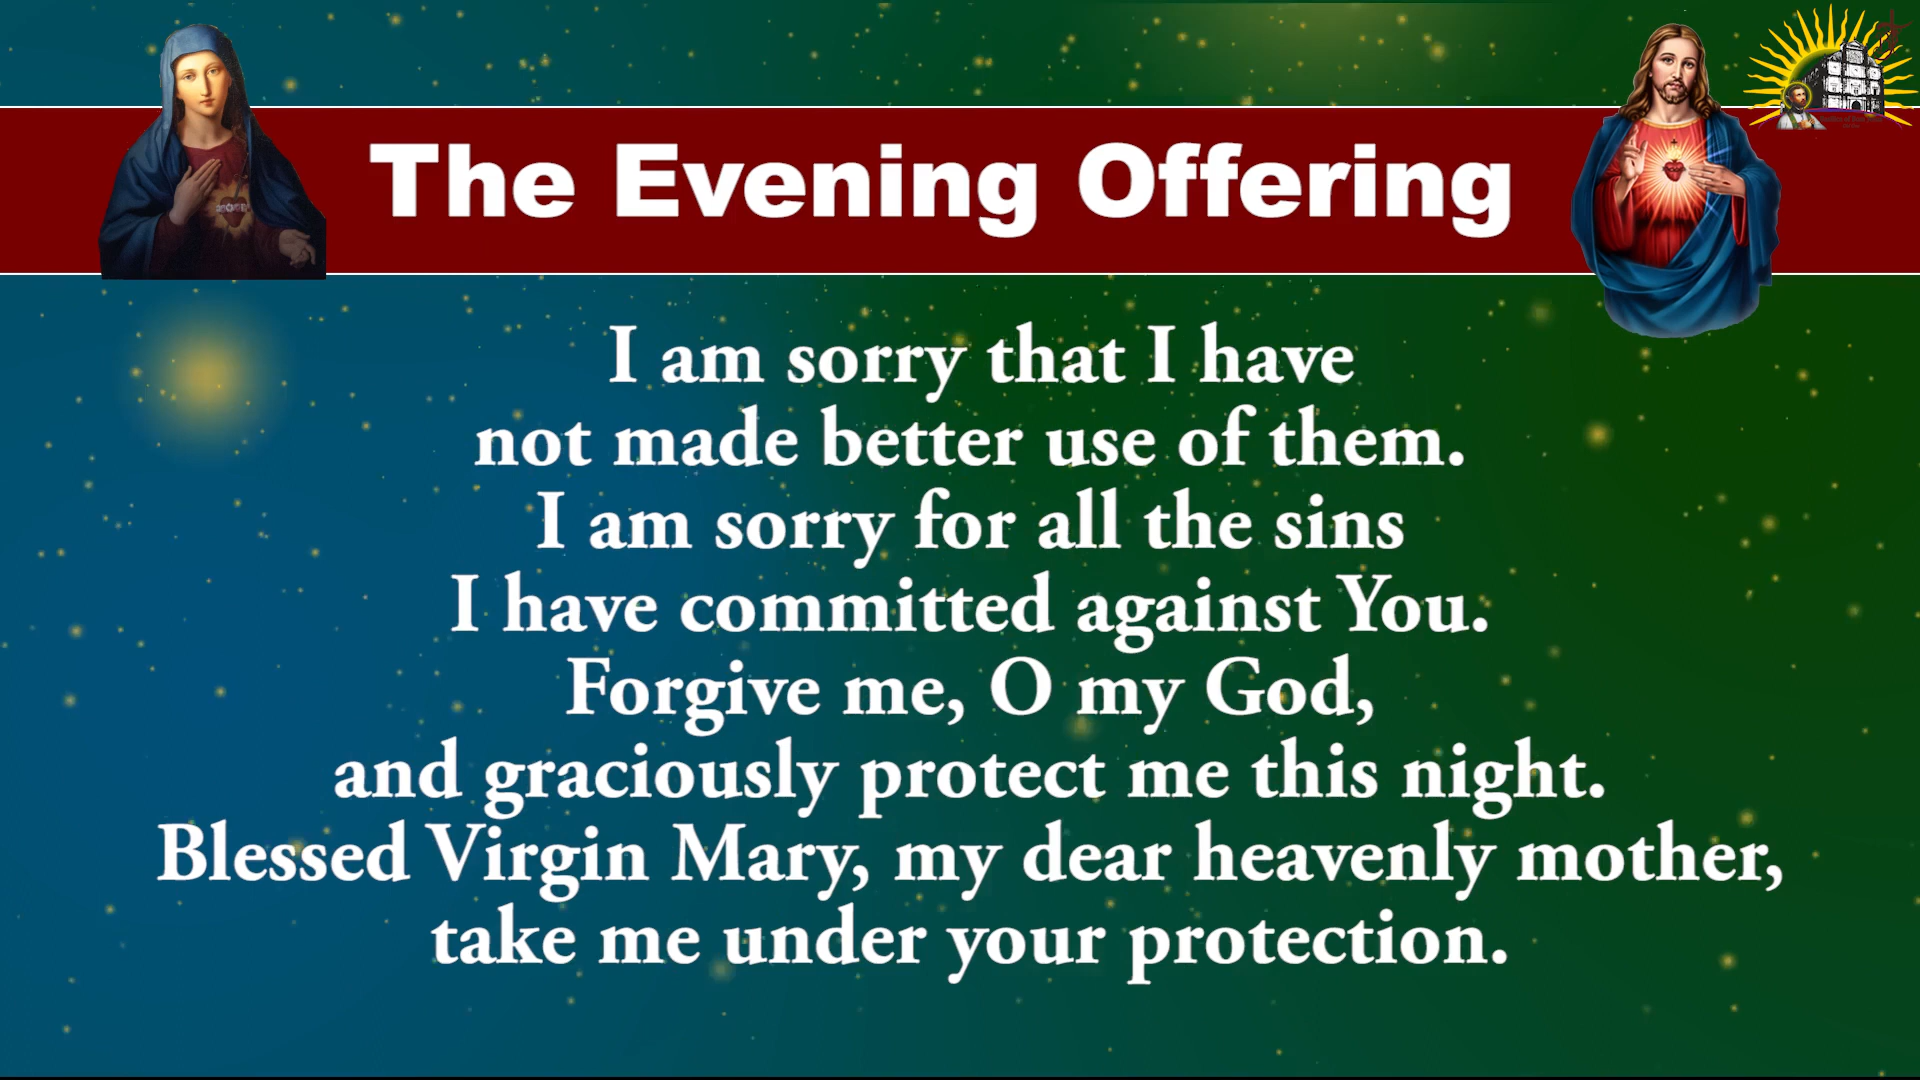 The Evening Offering
I am sorry that I have
not made better use of them.
I am sorry for all the sins
I have committed against You.
Forgive me, O my God,
and graciously protect me this night.
Blessed Virgin Mary, my dear heavenly mother,
take me under your protection.